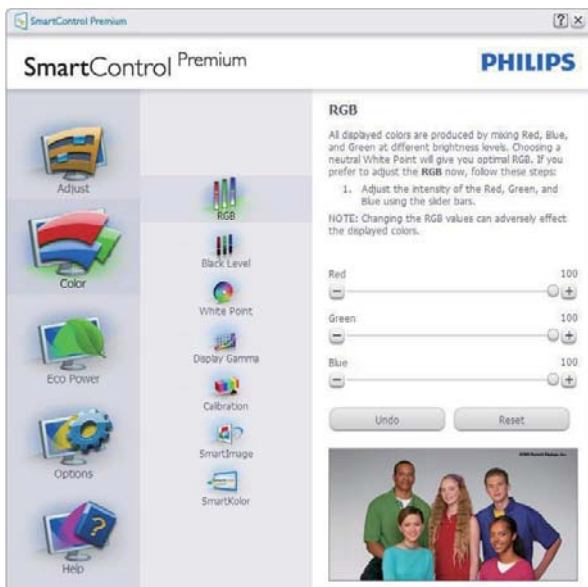 SmartControl Premium
SmartControl Premium
PHILIPS
Adjust
Color
Eco Power
Options
Help
RGB
Black Level
White Point
Display Gamma
Calibration
SmartImage
SmartKolor
RGB
All displayed colors are produced by mixing Red, Blue,
and Green at different brightness levels. Choosing a
neutral White Point will give you optimal RGB. If you
prefer to adjust the RGB now, follow these steps:
1. Adjust the intensity of the Red, Green, and
Blue using the slider bars.
NOTE: Changing the RGB values can adversely effect
the displayed colors.
Red 100
Green 100
Blue 100
Undo Reset